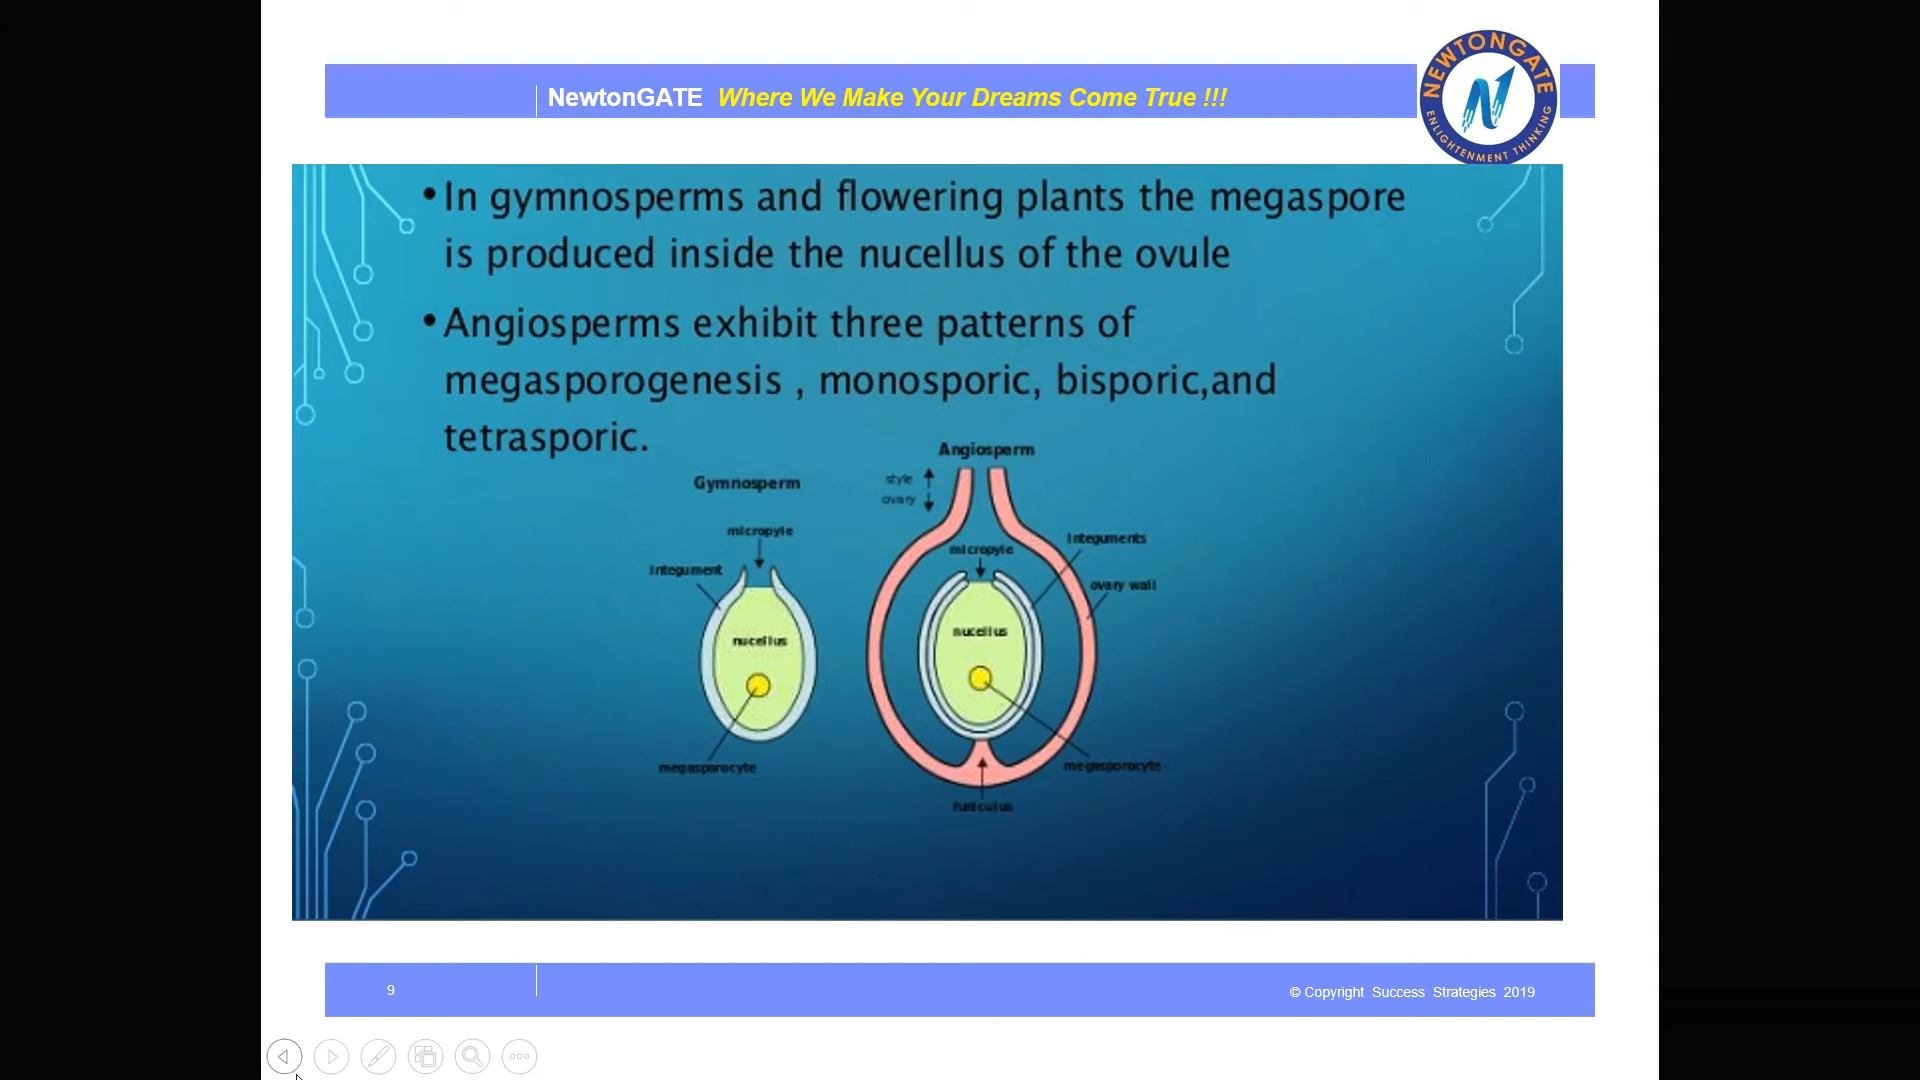 NewtonGATE Where We Make Your Dreams Come True !!!
NEWTONGATE
ENLIGHTENMENT THINKING
N
•In gymnosperms and flowering plants the megaspore
is produced inside the nucellus of the ovule
•Angiosperms exhibit three patterns of
megasporogenesis , monosporic, bisporic,and
tetrasporic.
Angiosperm
Gymnosperm
style
ovary
micropyle
integument
nucellus
megasporocyte
micropyle
integuments
ovary wall
nucellus
megasporocyte
funiculus
9
© Copyright Success Strategies 2019